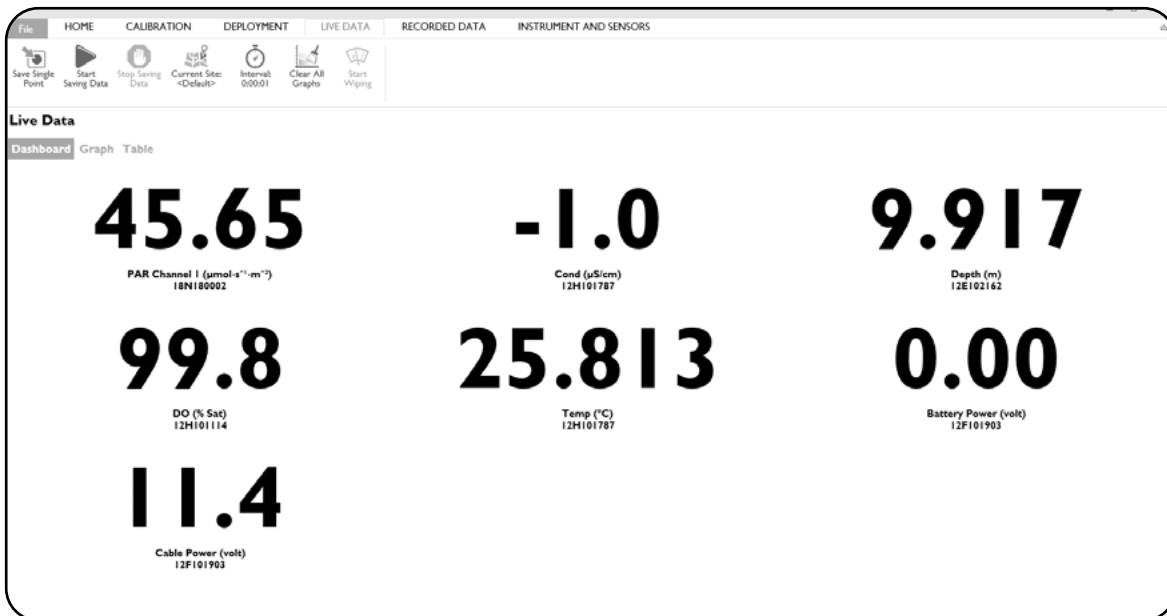 File HOME CALIBRATION DEPLOYMENT LIVE DATA RECORDED DATA INSTRUMENT AND SENSORS
Save Single Point
Start Saving Data
Stop Saving Data
Current Site: <Default>
Interval: 0:00:01
Clear All Graphs
Start Wiping
Live Data
Dashboard Graph Table
45.65 -1.0 9.917
PAR Channel 1 (µmol·s⁻¹·m⁻²) Cond (µS/cm) Depth (m)
18N180002 12H101787 12E102162
99.8 25.813 0.00
DO (% Sat) Temp (°C) Battery Power (volt)
12H101114 12H101787 12F101903
11.4
Cable Power (volt)
12F101903